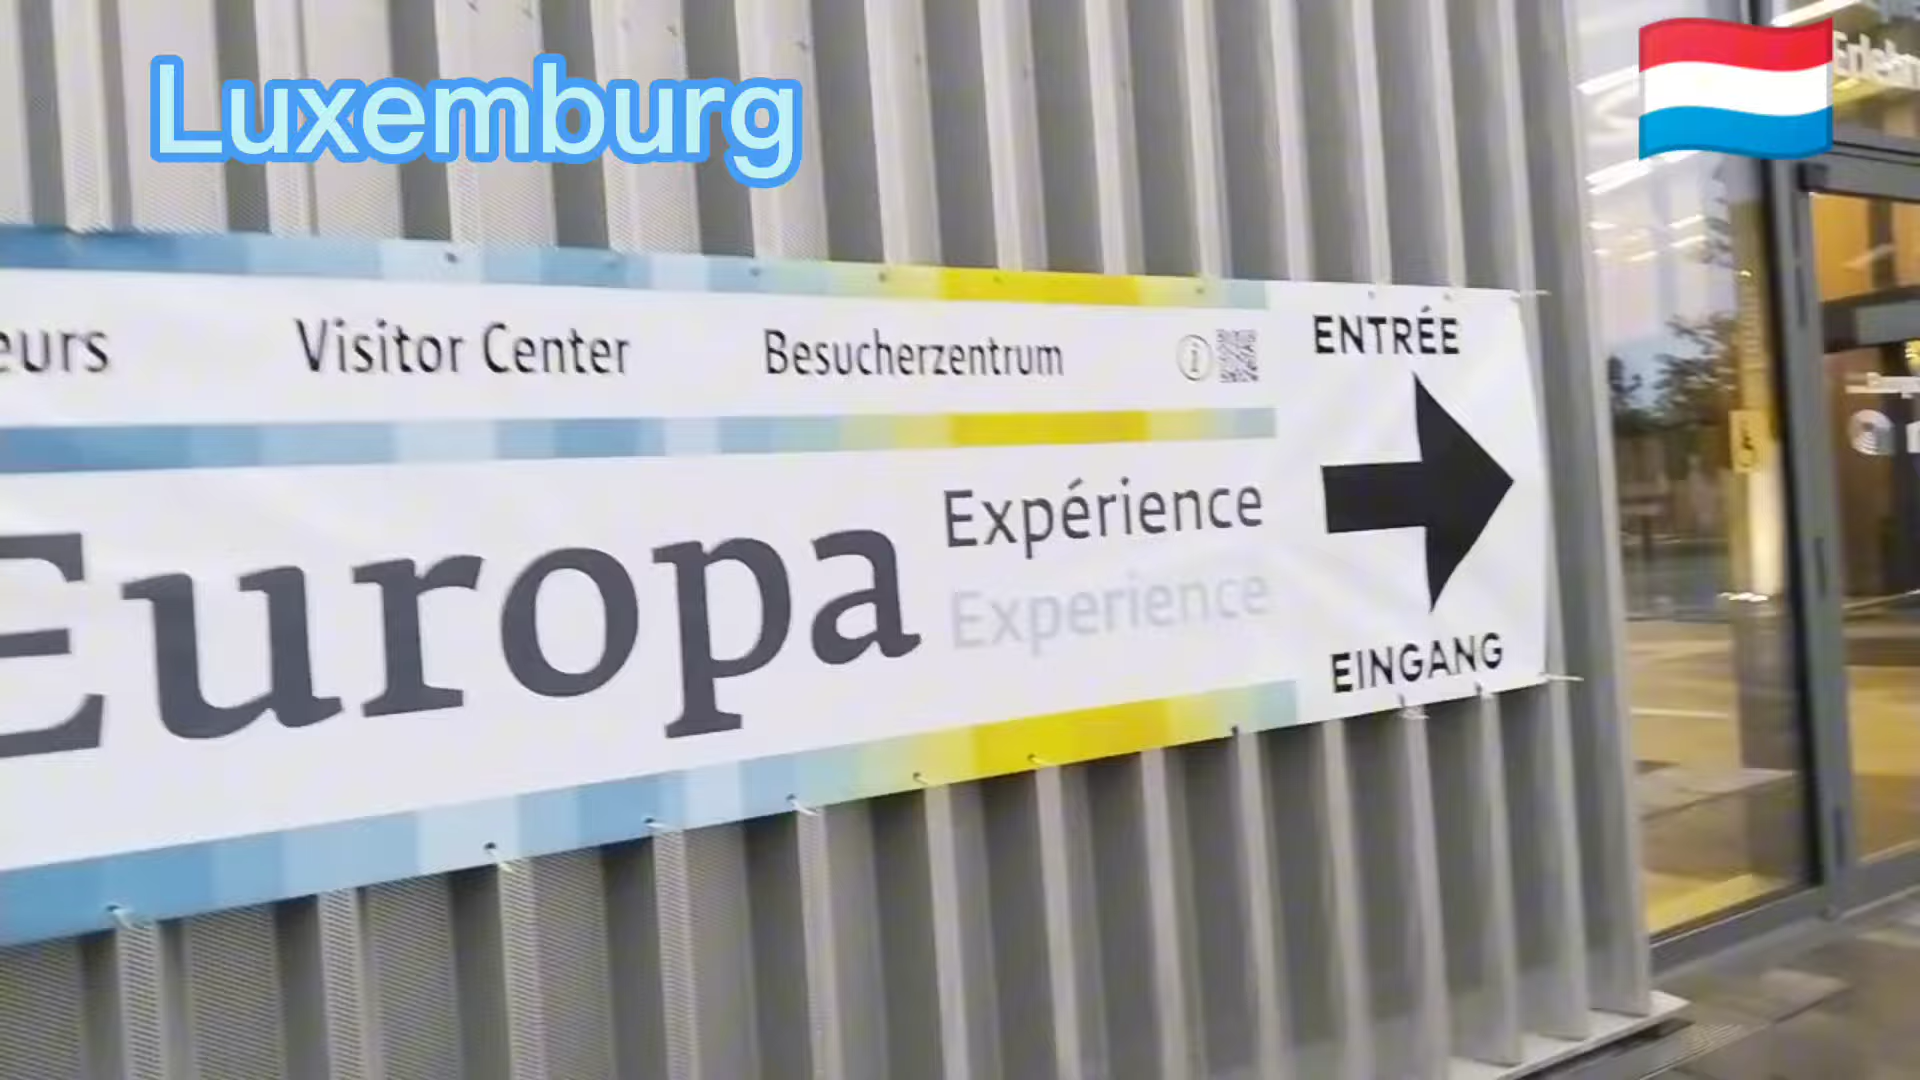 Luxemburg
eurs Visitor Center Besucherzentrum
Europa Expérience
Experience
ENTRÉE
EINGANG